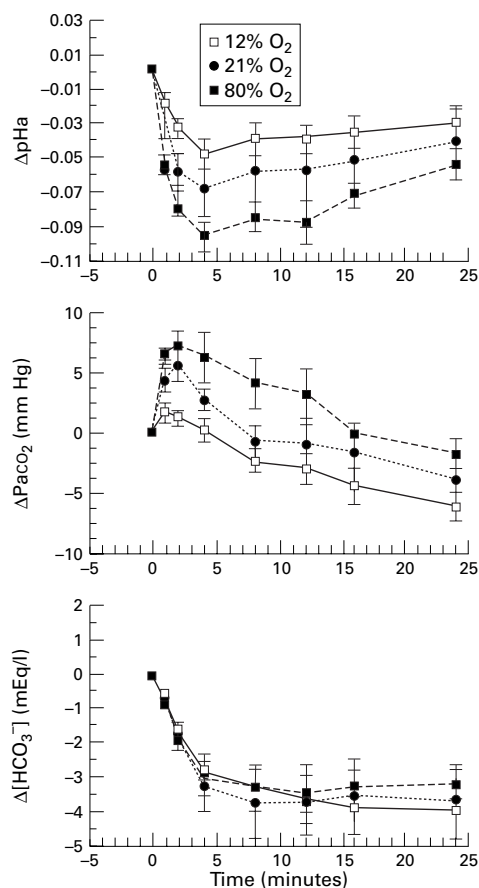 12% O₂
21% O₂
80% O₂
0.03
0.01
–0.01
–0.03
–0.05
–0.07
–0.09
–0.11
ΔpHa
–5 0 5 10 15 20 25
10
5
0
–5
–10
ΔPaco₂ (mm Hg)
–5 0 5 10 15 20 25
2
1
0
–1
–2
–3
–4
–5
Δ[HCO₃⁻] (mEq/l)
–5 0 5 10 15 20 25
Time (minutes)